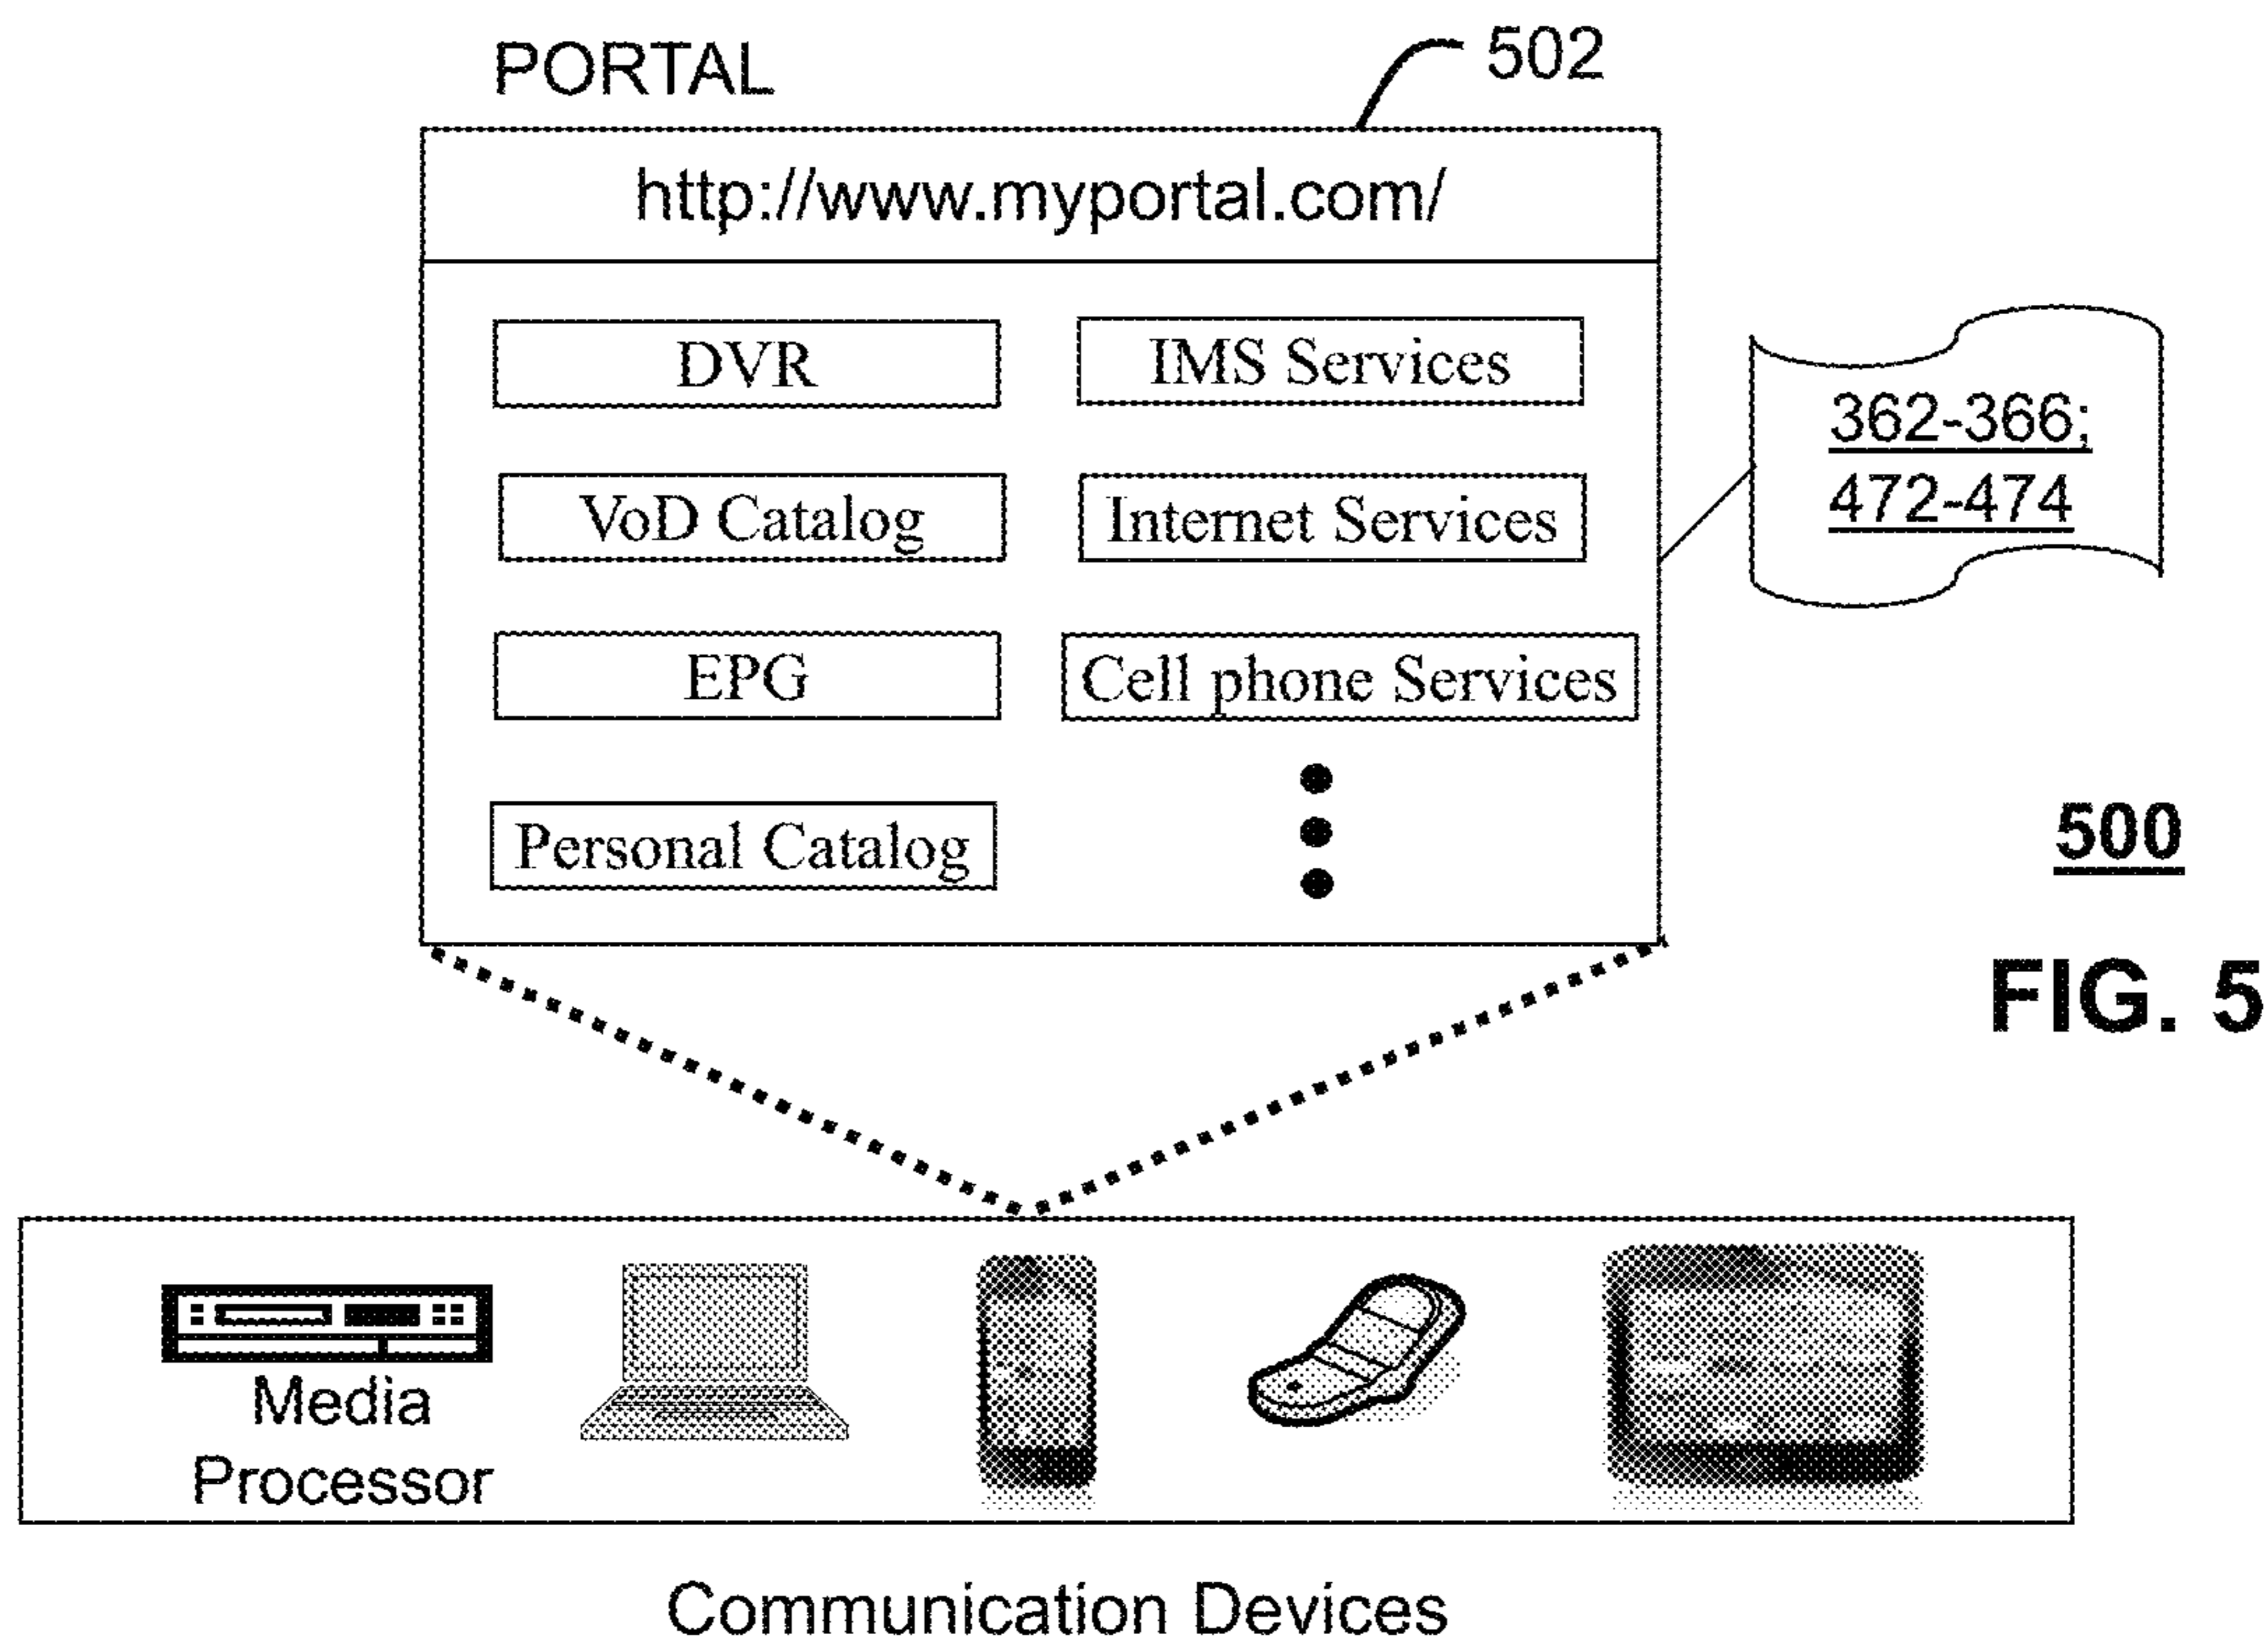 PORTAL
502
http://www.myportal.com/
DVR
IMS Services
362-366;
472-474
VoD Catalog
Internet Services
EPG
Cell phone Services
Personal Catalog
500
FIG. 5
Media
Processor
Communication Devices